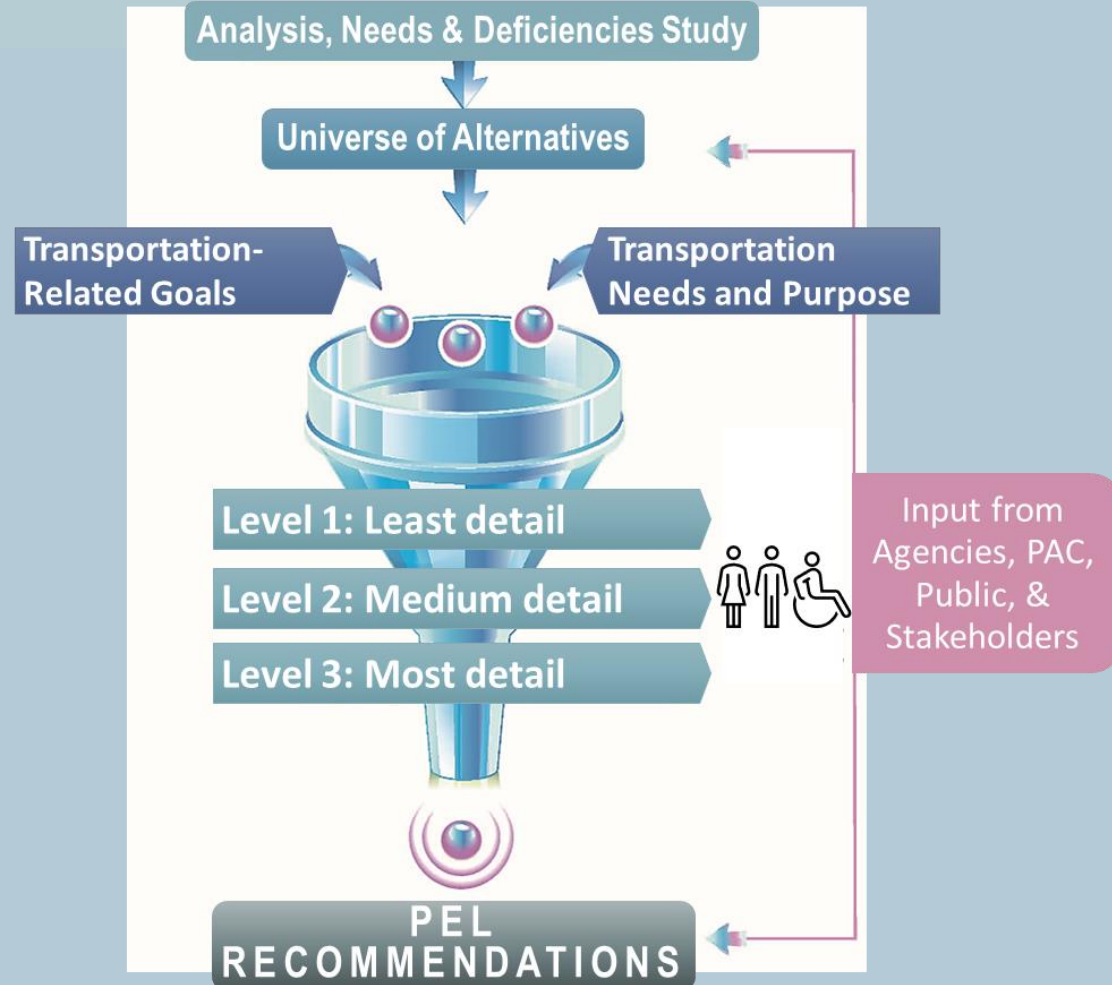 Analysis, Needs & Deficiencies Study
Universe of Alternatives
Transportation-
Related Goals
Transportation
Needs and Purpose
Level 1: Least detail
Level 2: Medium detail
Level 3: Most detail
Input from
Agencies, PAC,
Public, &
Stakeholders
PEL
RECOMMENDATIONS